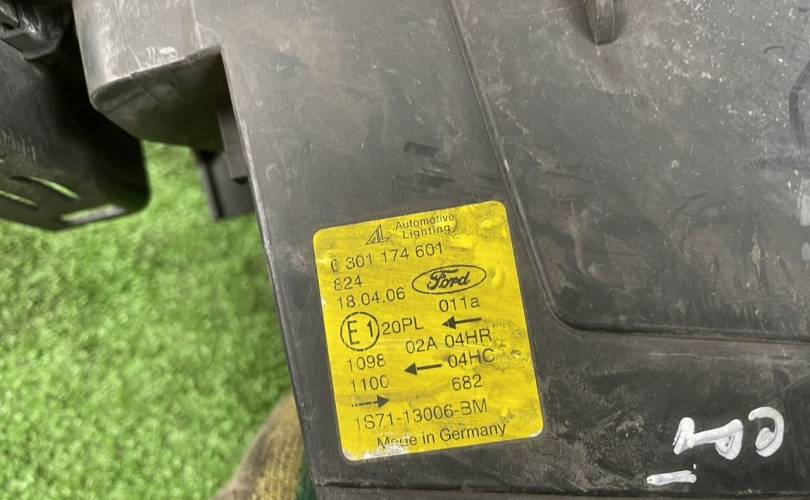 Automotive
Lighting
0 301 174 601
824
Ford
18.04.06
011a
E1 20PL ←
02A 04HR
1098
← 04HC
1100
682
→
1S71-13006-BM
Made in Germany